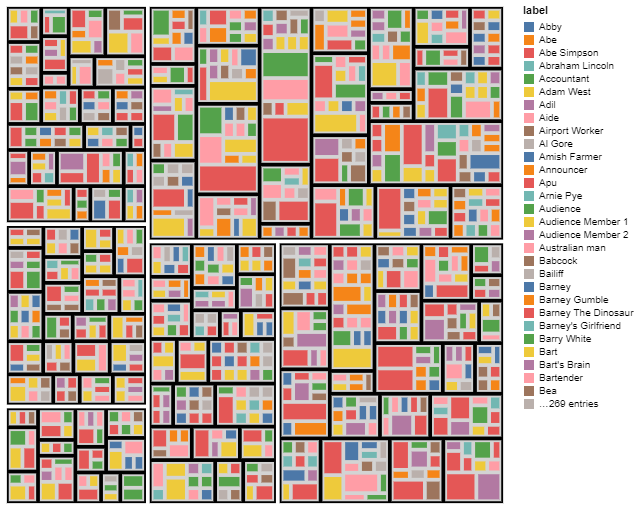 label
Abby
Abe
Abe Simpson
Abraham Lincoln
Accountant
Adam West
Adil
Aide
Airport Worker
Al Gore
Amish Farmer
Announcer
Apu
Arnie Pye
Audience
Audience Member 1
Audience Member 2
Australian man
Babcock
Bailiff
Barney
Barney Gumble
Barney The Dinosaur
Barney's Girlfriend
Barry White
Bart
Bart's Brain
Bartender
Bea
…269 entries